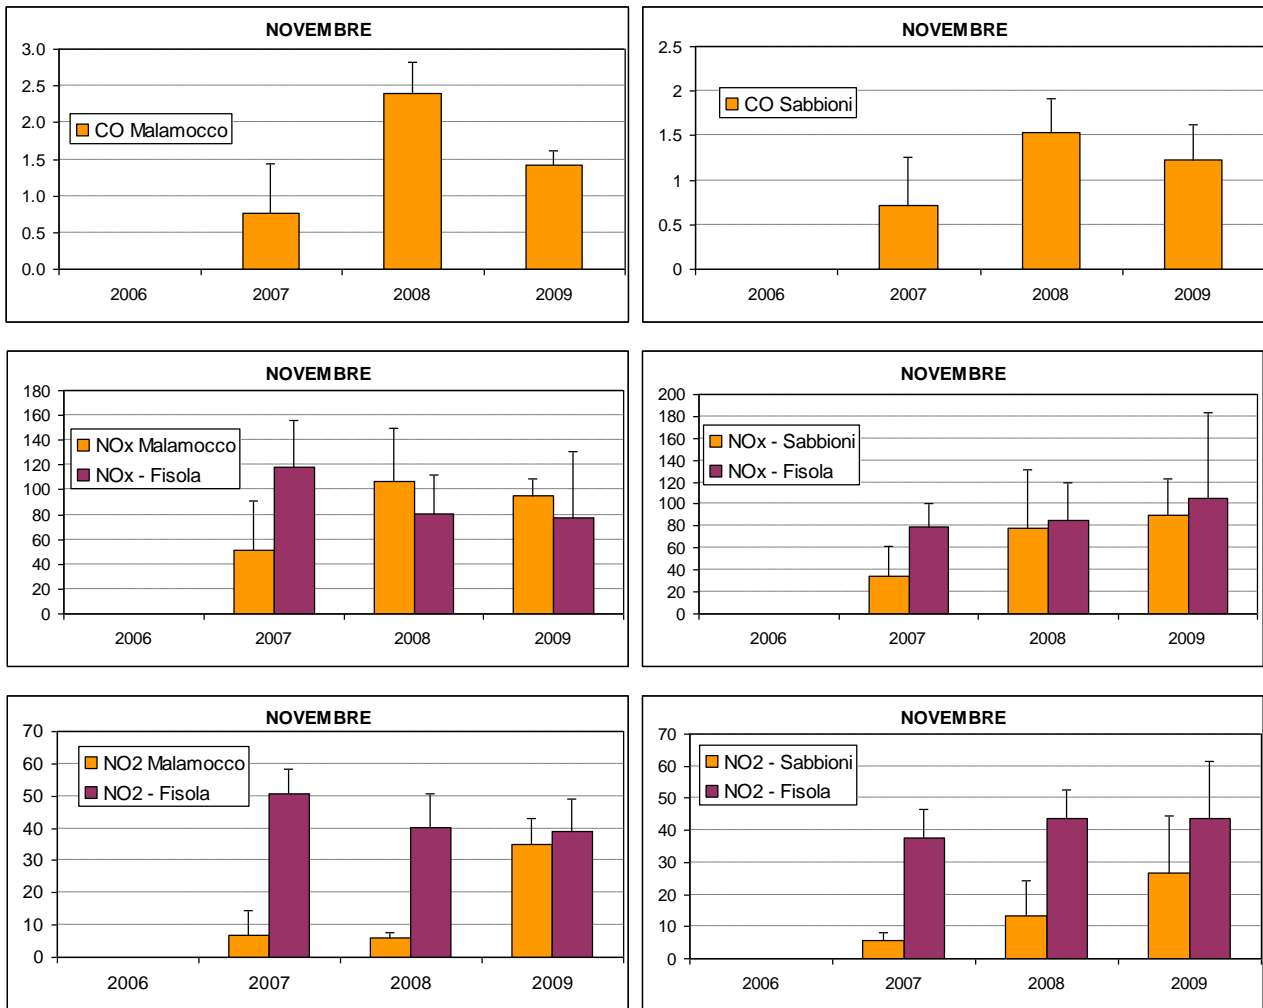 NOVEMBRE
3.0
2.5
2.0
1.5
1.0
0.5
0.0
CO Malamocco
2006 2007 2008 2009
NOVEMBRE
2.5
2
1.5
1
0.5
0
CO Sabbioni
2006 2007 2008 2009
NOVEMBRE
180
160
140
120
100
80
60
40
20
0
NOx Malamocco
NOx - Fisola
2006 2007 2008 2009
NOVEMBRE
200
180
160
140
120
100
80
60
40
20
0
NOx - Sabbioni
NOx - Fisola
2006 2007 2008 2009
NOVEMBRE
70
60
50
40
30
20
10
0
NO2 Malamocco
NO2 - Fisola
2006 2007 2008 2009
NOVEMBRE
70
60
50
40
30
20
10
0
NO2 - Sabbioni
NO2 - Fisola
2006 2007 2008 2009